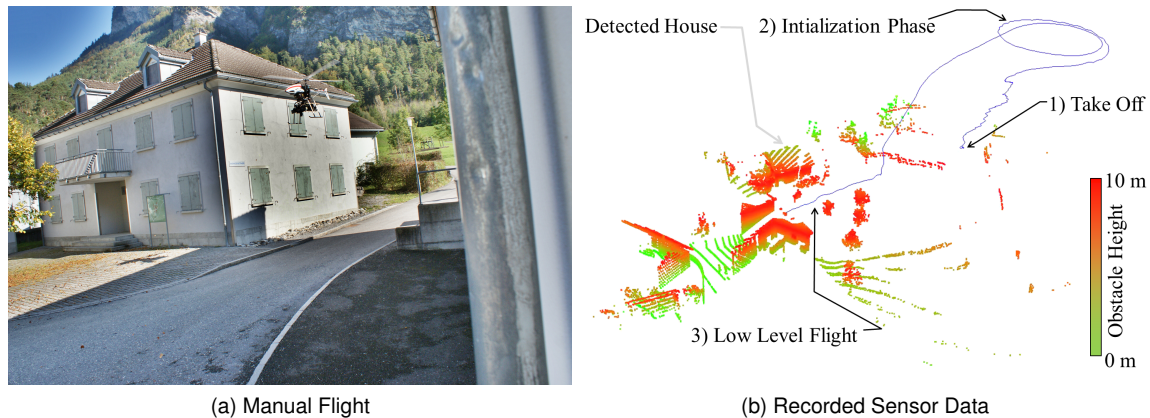 Detected House
2) Intialization Phase
1) Take Off
3) Low Level Flight
10 m
Obstacle Height
0 m
(a) Manual Flight
(b) Recorded Sensor Data